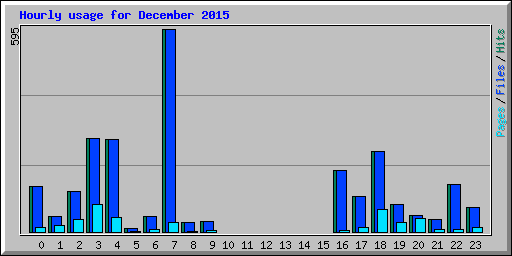 Hourly usage for December 2015
595
Pages/Files/Hits
0 1 2 3 4 5 6 7 8 9 10 11 12 13 14 15 16 17 18 19 20 21 22 23